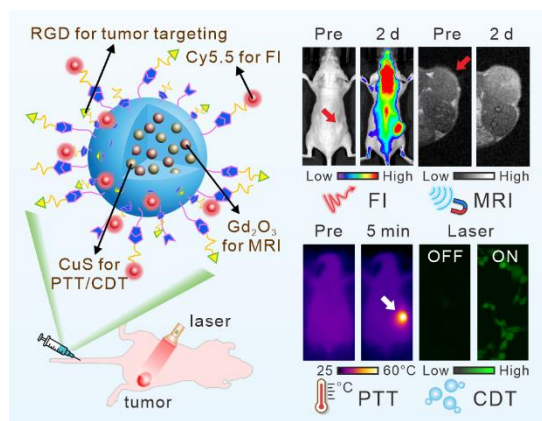 RGD for tumor targeting
Cy5.5 for FI
Gd₂O₃
for MRI
CuS for
PTT/CDT
laser
tumor
Pre 2 d Pre 2 d
Low High Low High
FI MRI
Pre 5 min Laser
OFF ON
25 60°C Low High
°C PTT CDT